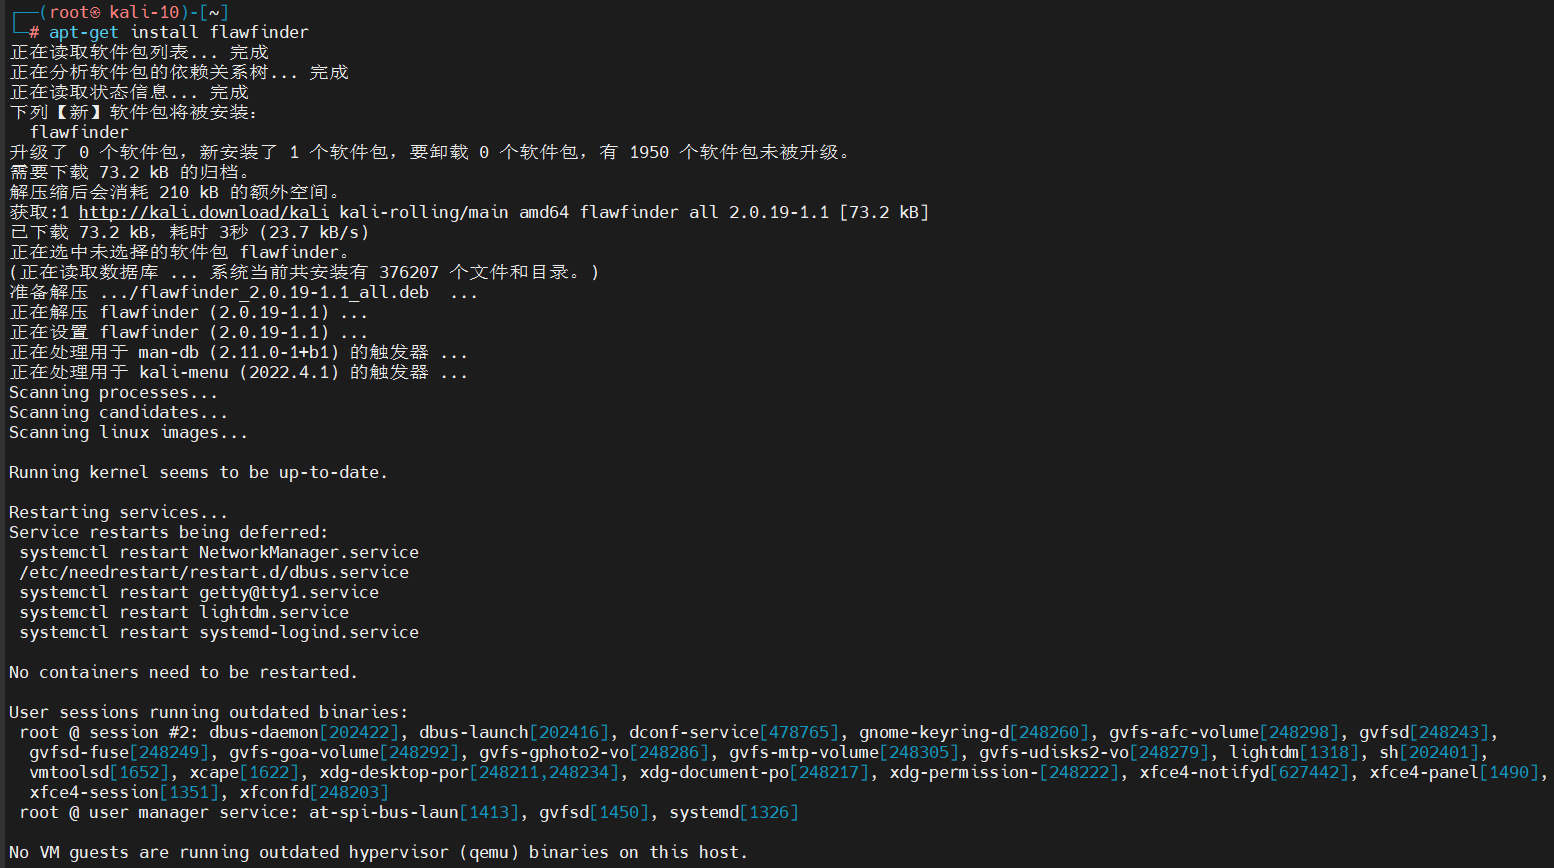 ┌──(root㉿kali-10)-[~]
└─# apt-get install flawfinder
正在读取软件包列表... 完成
正在分析软件包的依赖关系树... 完成
正在读取状态信息... 完成
下列【新】软件包将被安装：
  flawfinder
升级了 0 个软件包，新安装了 1 个软件包，要卸载 0 个软件包，有 1950 个软件包未被升级。
需要下载 73.2 kB 的归档。
解压缩后会消耗 210 kB 的额外空间。
获取:1 http://kali.download/kali kali-rolling/main amd64 flawfinder all 2.0.19-1.1 [73.2 kB]
已下载 73.2 kB，耗时 3秒 (23.7 kB/s)
正在选中未选择的软件包 flawfinder。
(正在读取数据库 ... 系统当前共安装有 376207 个文件和目录。)
准备解压 .../flawfinder_2.0.19-1.1_all.deb  ...
正在解压 flawfinder (2.0.19-1.1) ...
正在设置 flawfinder (2.0.19-1.1) ...
正在处理用于 man-db (2.11.0-1+b1) 的触发器 ...
正在处理用于 kali-menu (2022.4.1) 的触发器 ...
Scanning processes...
Scanning candidates...
Scanning linux images...
Running kernel seems to be up-to-date.
Restarting services...
Service restarts being deferred:
 systemctl restart NetworkManager.service
 /etc/needrestart/restart.d/dbus.service
 systemctl restart getty@tty1.service
 systemctl restart lightdm.service
 systemctl restart systemd-logind.service
No containers need to be restarted.
User sessions running outdated binaries:
 root @ session #2: dbus-daemon[202422], dbus-launch[202416], dconf-service[478765], gnome-keyring-d[248260], gvfs-afc-volume[248298], gvfsd[248243],
  gvfsd-fuse[248249], gvfs-goa-volume[248292], gvfs-gphoto2-vo[248286], gvfs-mtp-volume[248305], gvfs-udisks2-vo[248279], lightdm[1318], sh[202401],
  vmtoolsd[1652], xcape[1622], xdg-desktop-por[248211,248234], xdg-document-po[248217], xdg-permission-[248222], xfce4-notifyd[627442], xfce4-panel[1490],
  xfce4-session[1351], xfconfd[248203]
 root @ user manager service: at-spi-bus-laun[1413], gvfsd[1450], systemd[1326]
No VM guests are running outdated hypervisor (qemu) binaries on this host.